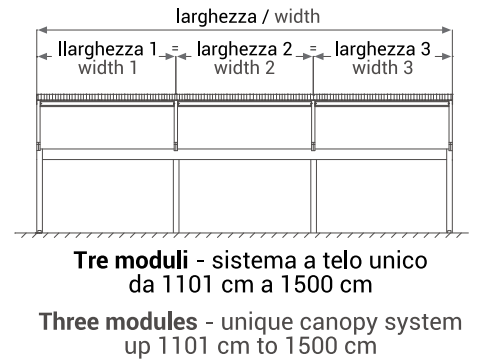 larghezza / width
llarghezza 1 = larghezza 2 = larghezza 3
width 1 width 2 width 3
Tre moduli - sistema a telo unico
da 1101 cm a 1500 cm
Three modules - unique canopy system
up 1101 cm to 1500 cm